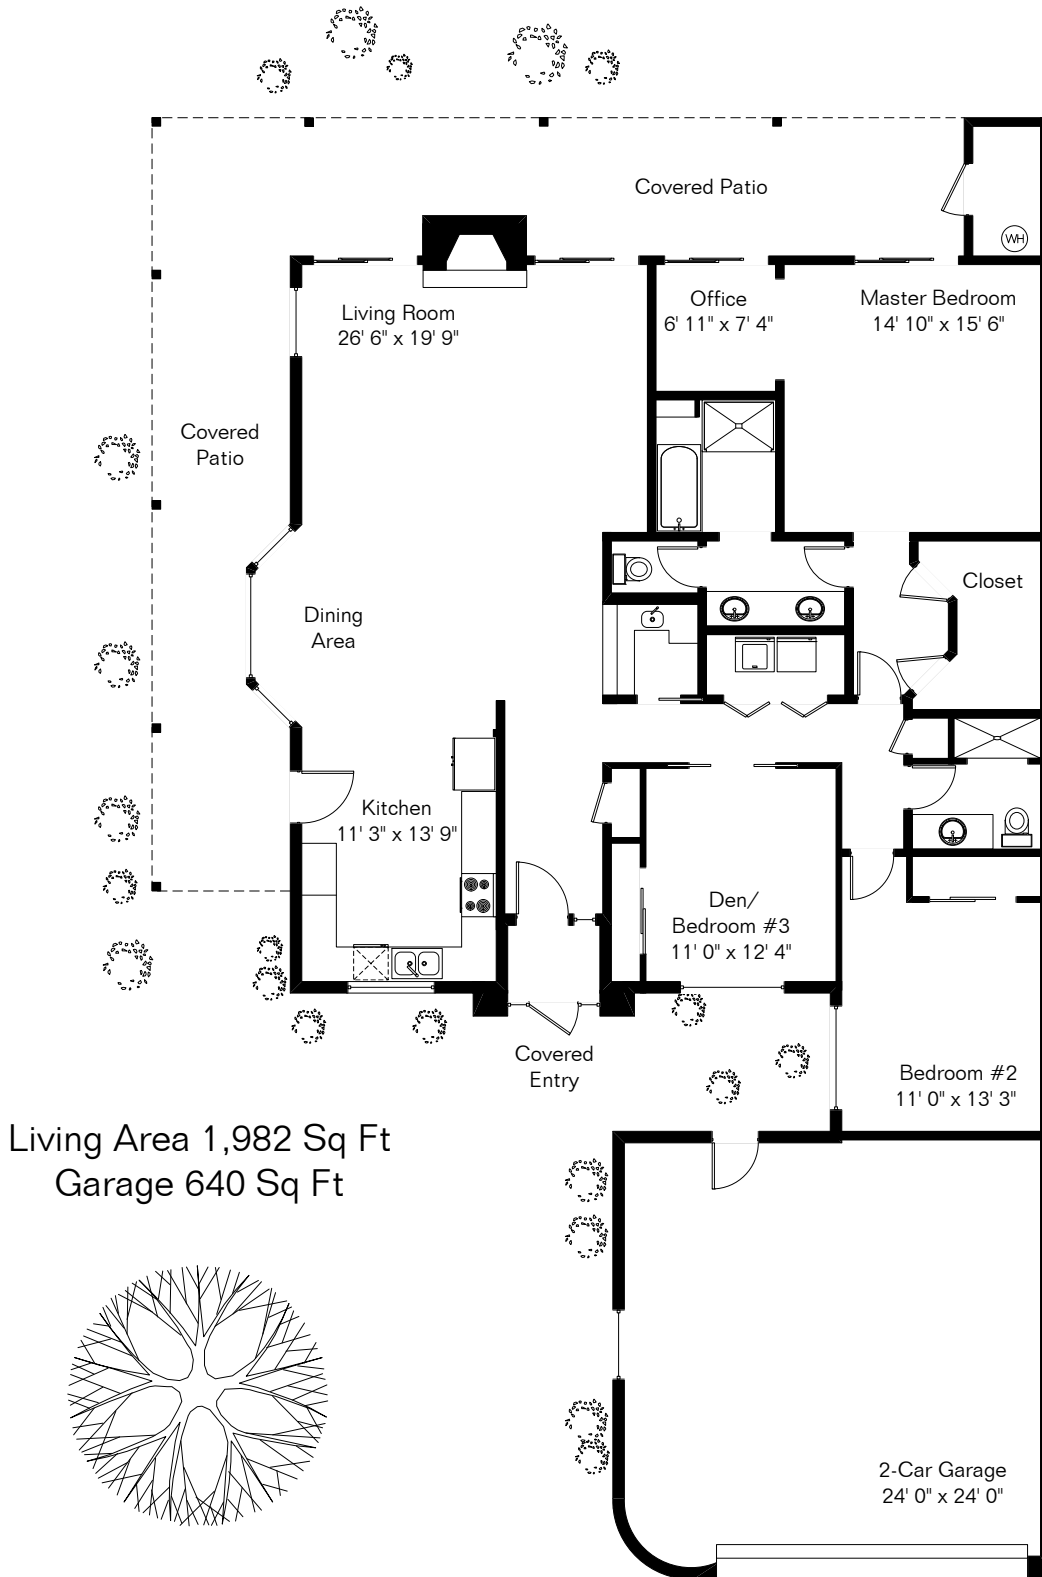 Covered Patio
WH
Living Room
26' 6" x 19' 9"
Office
6' 11" x 7' 4"
Master Bedroom
14' 10" x 15' 6"
Covered
Patio
Closet
Dining
Area
Kitchen
11' 3" x 13' 9"
Den/
Bedroom #3
11' 0" x 12' 4"
Covered
Entry
Bedroom #2
11' 0" x 13' 3"
Living Area 1,982 Sq Ft
Garage 640 Sq Ft
2-Car Garage
24' 0" x 24' 0"